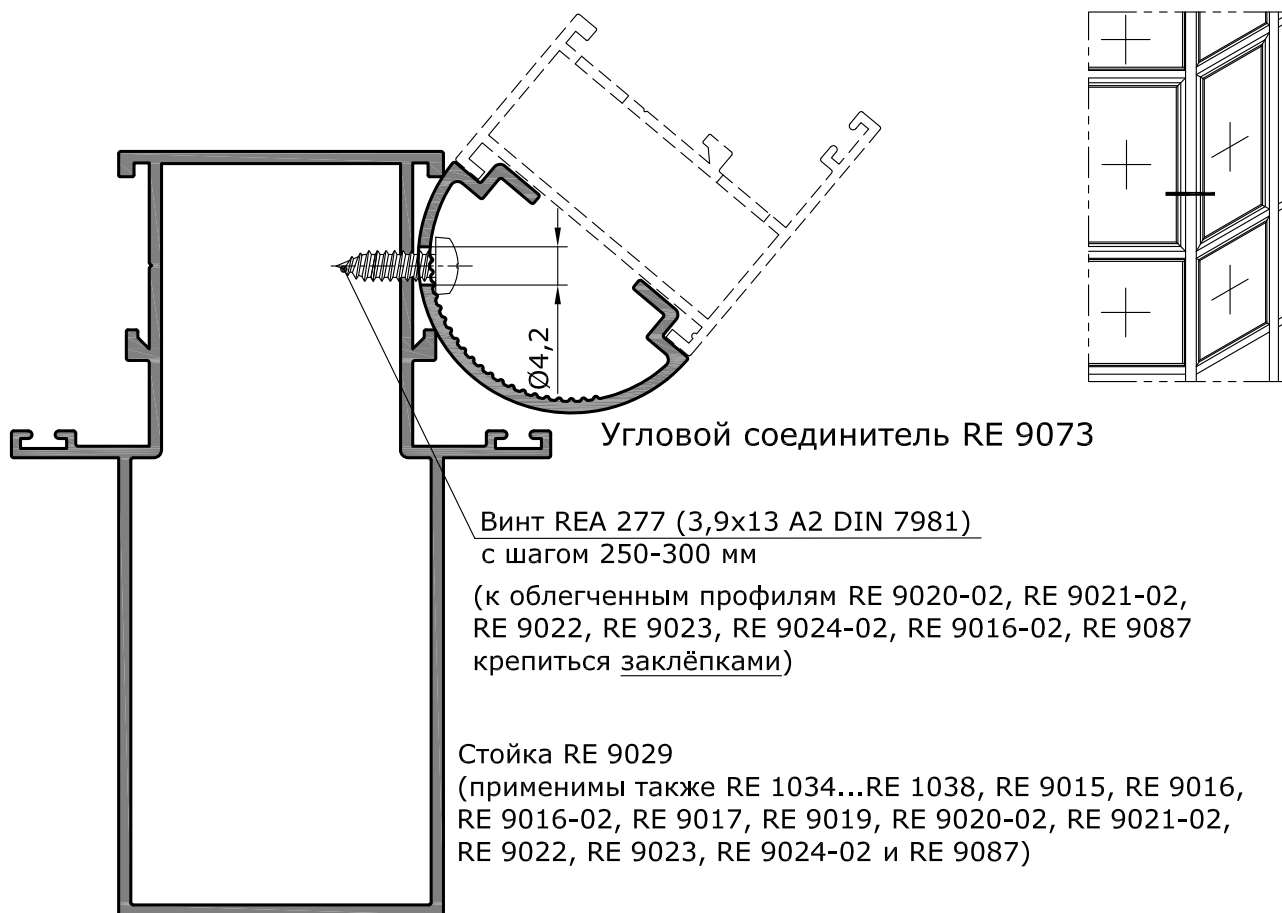 Ø4,2
Угловой соединитель RE 9073
Винт REA 277 (3,9х13 А2 DIN 7981)
с шагом 250-300 мм
(к облегченным профилям RE 9020-02, RE 9021-02,
RE 9022, RE 9023, RE 9024-02, RE 9016-02, RE 9087
крепиться заклёпками)
Стойка RE 9029
(применимы также RE 1034...RE 1038, RE 9015, RE 9016,
RE 9016-02, RE 9017, RE 9019, RE 9020-02, RE 9021-02,
RE 9022, RE 9023, RE 9024-02 и RE 9087)